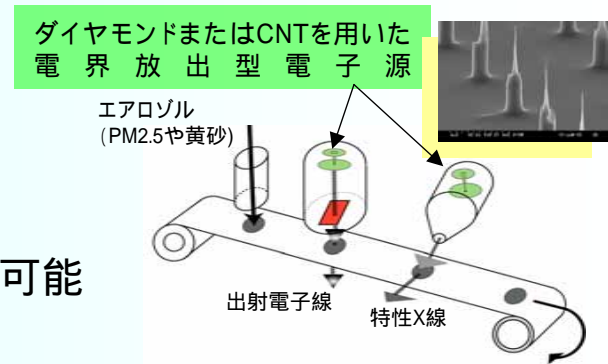 ダイヤモンドまたはCNTを用いた
電界放出型電子源
エアロゾル
(PM2.5や黄砂)
可能
出射電子線
特性X線